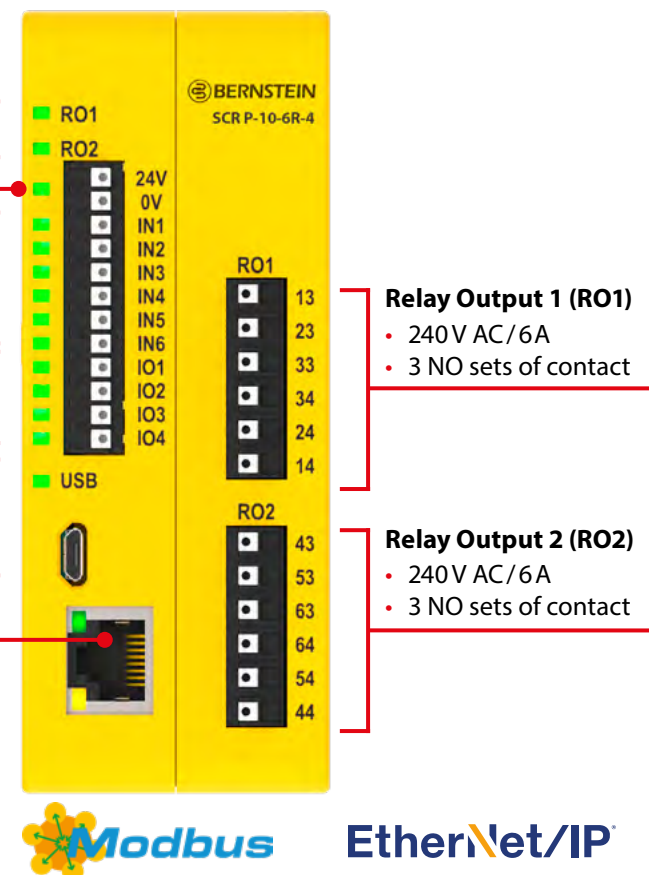 BERNSTEIN
SCR P-10-6R-4
RO1
RO2
24V
0V
IN1
IN2
IN3
IN4
IN5
IN6
IO1
IO2
IO3
IO4
USB
RO1
13
23
33
34
24
14
RO2
43
53
63
64
54
44
Relay Output 1 (RO1)
• 240 V AC / 6 A
• 3 NO sets of contact
Relay Output 2 (RO2)
• 240 V AC / 6 A
• 3 NO sets of contact
Modbus
EtherNet/IP